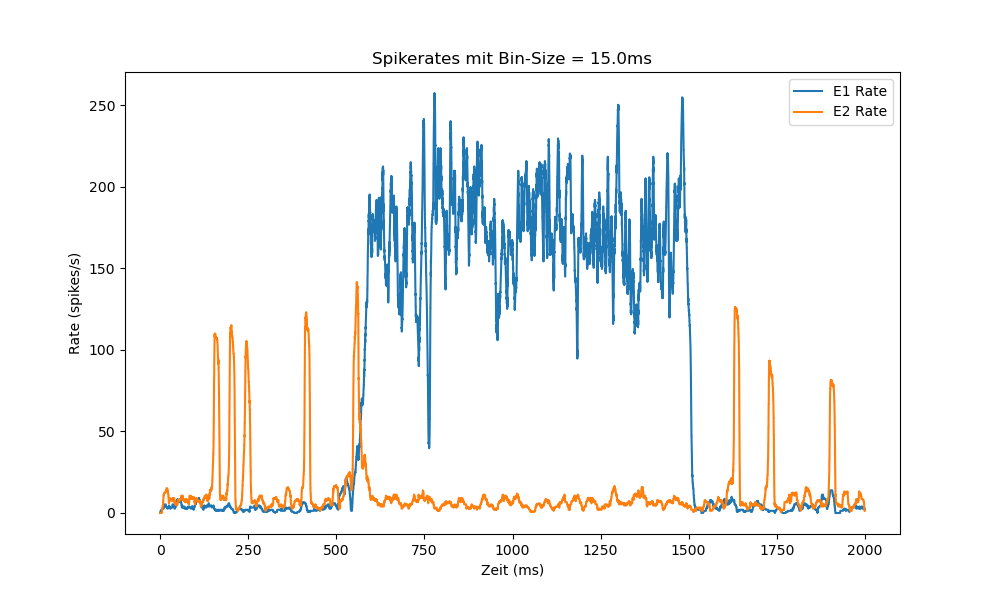 Spikerates mit Bin-Size = 15.0ms
E1 Rate
E2 Rate
250
200
150
100
50
0
Rate (spikes/s)
0 250 500 750 1000 1250 1500 1750 2000
Zeit (ms)